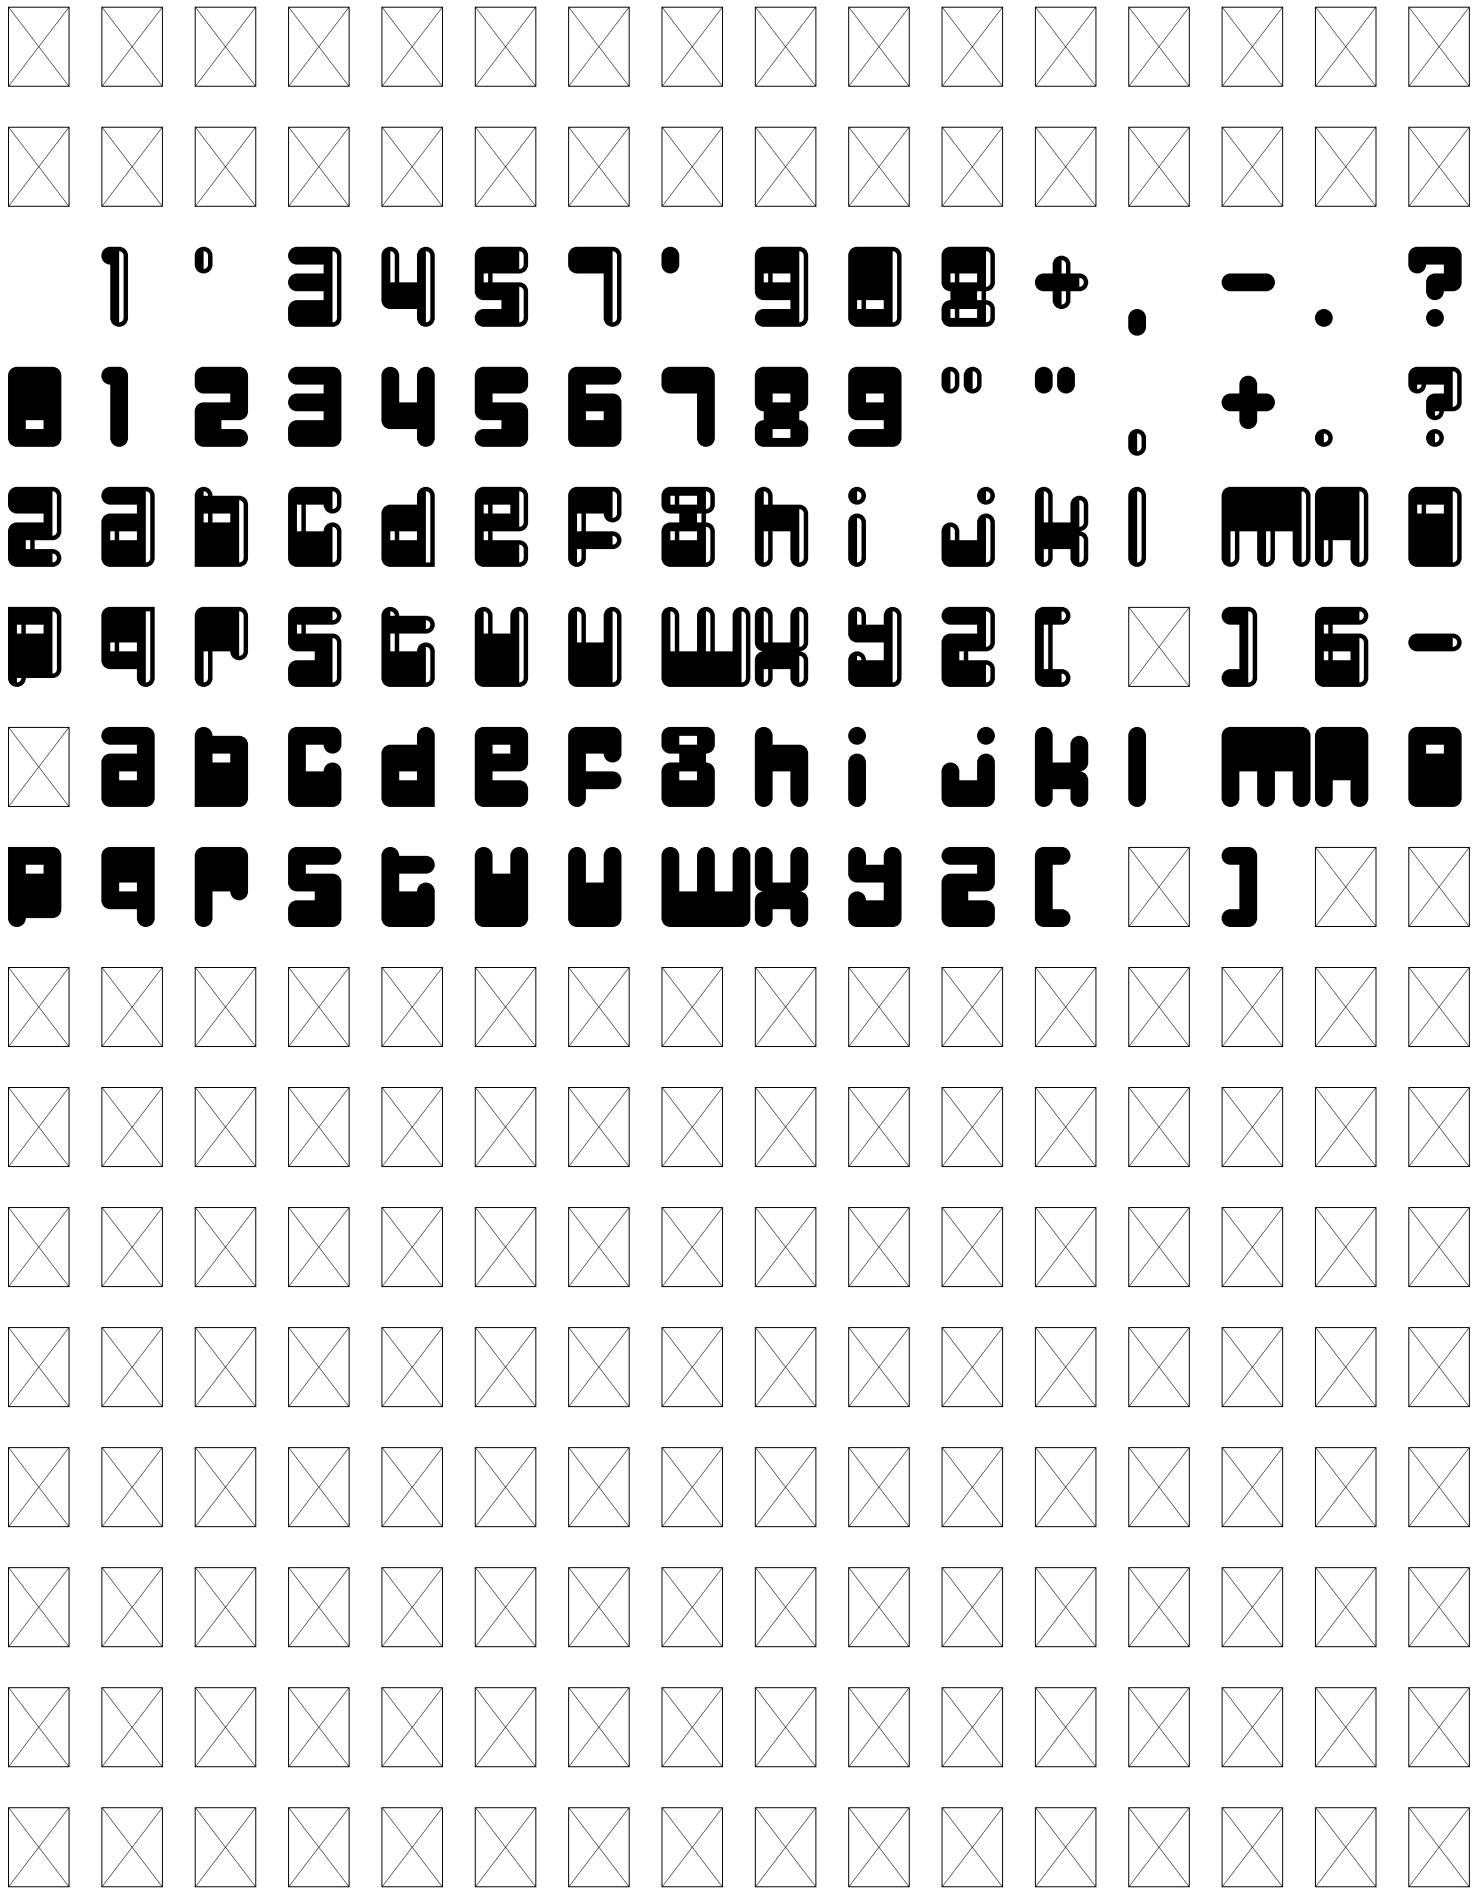 1 ' 3 4 5 7 ' 9 0 8 + , - . ?
0 1 2 3 4 5 6 7 8 9 " " , + . ?
2 a b c d e f g h i j k l m n o
p q r s t u u w x y z [ ] 6 -
a b c d e f g h i j k l m n o
p q r s t u u w x y z [ ]